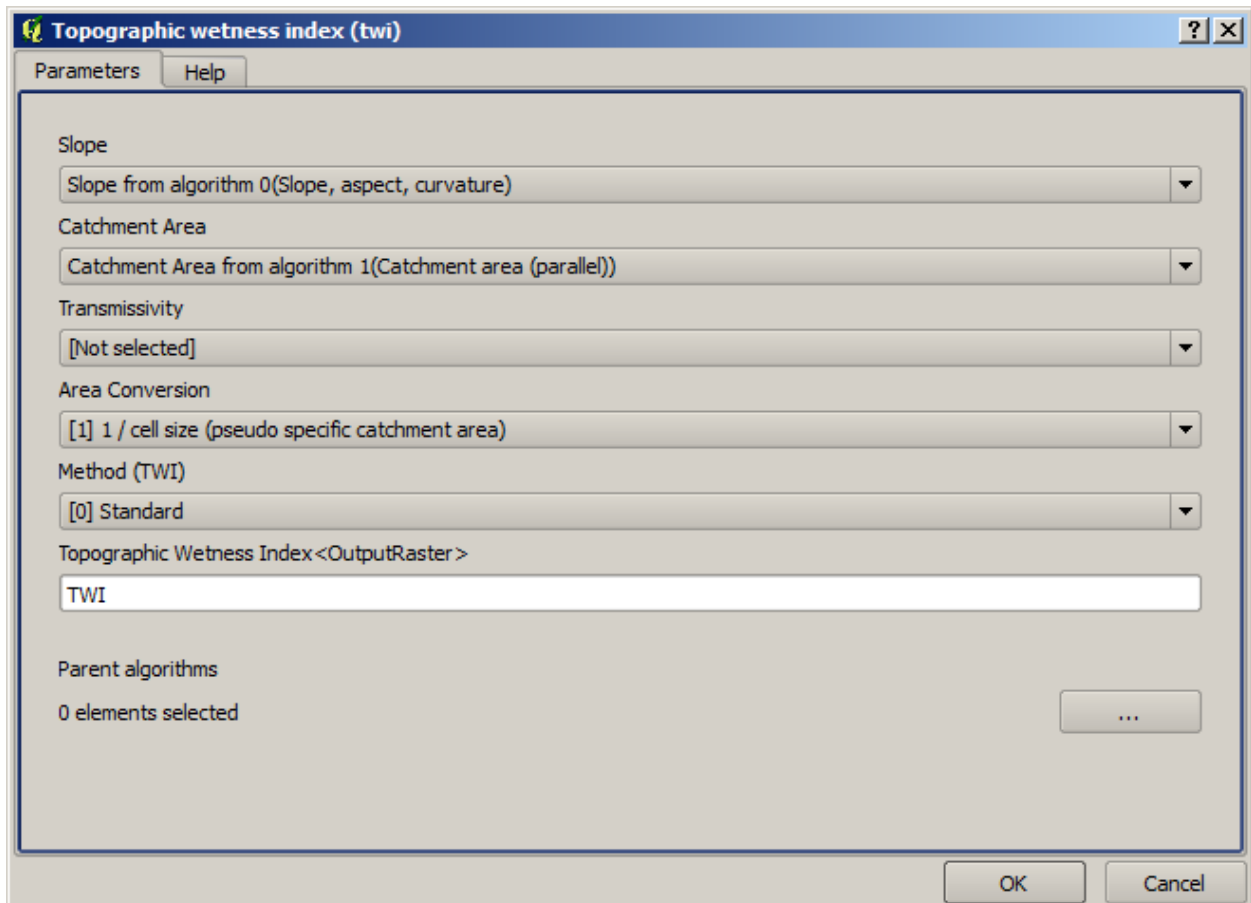 Topographic wetness index (twi)
Parameters Help
Slope
Slope from algorithm 0(Slope, aspect, curvature)
Catchment Area
Catchment Area from algorithm 1(Catchment area (parallel))
Transmissivity
[Not selected]
Area Conversion
[1] 1 / cell size (pseudo specific catchment area)
Method (TWI)
[0] Standard
Topographic Wetness Index<OutputRaster>
TWI
Parent algorithms
0 elements selected ...
OK Cancel